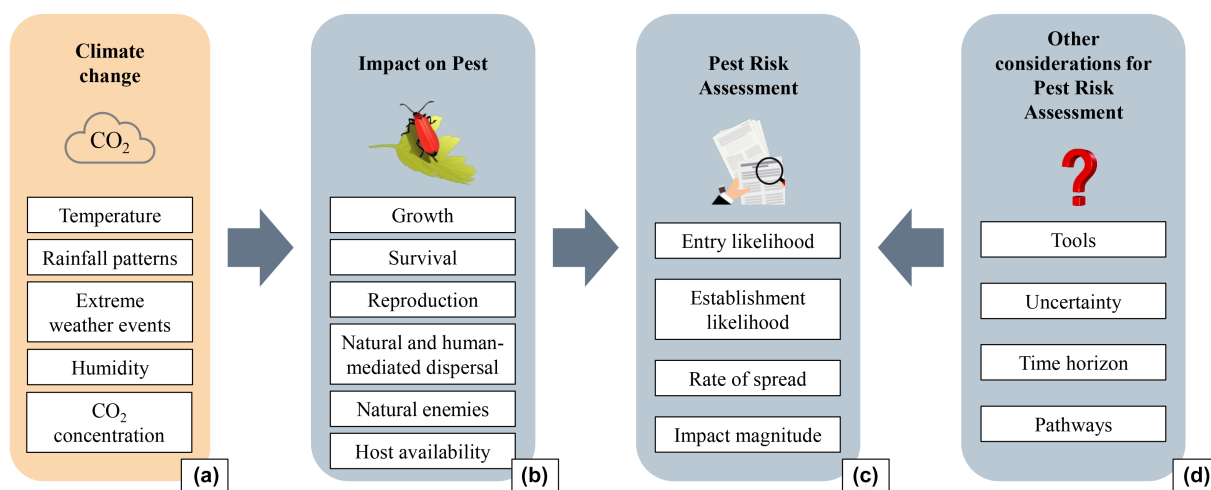 Climate
change
CO₂
Temperature
Rainfall patterns
Extreme
weather events
Humidity
CO₂
concentration
(a)
Impact on Pest
Growth
Survival
Reproduction
Natural and human-
mediated dispersal
Natural enemies
Host availability
(b)
Pest Risk
Assessment
Entry likelihood
Establishment
likelihood
Rate of spread
Impact magnitude
(c)
Other
considerations for
Pest Risk
Assessment
?
Tools
Uncertainty
Time horizon
Pathways
(d)